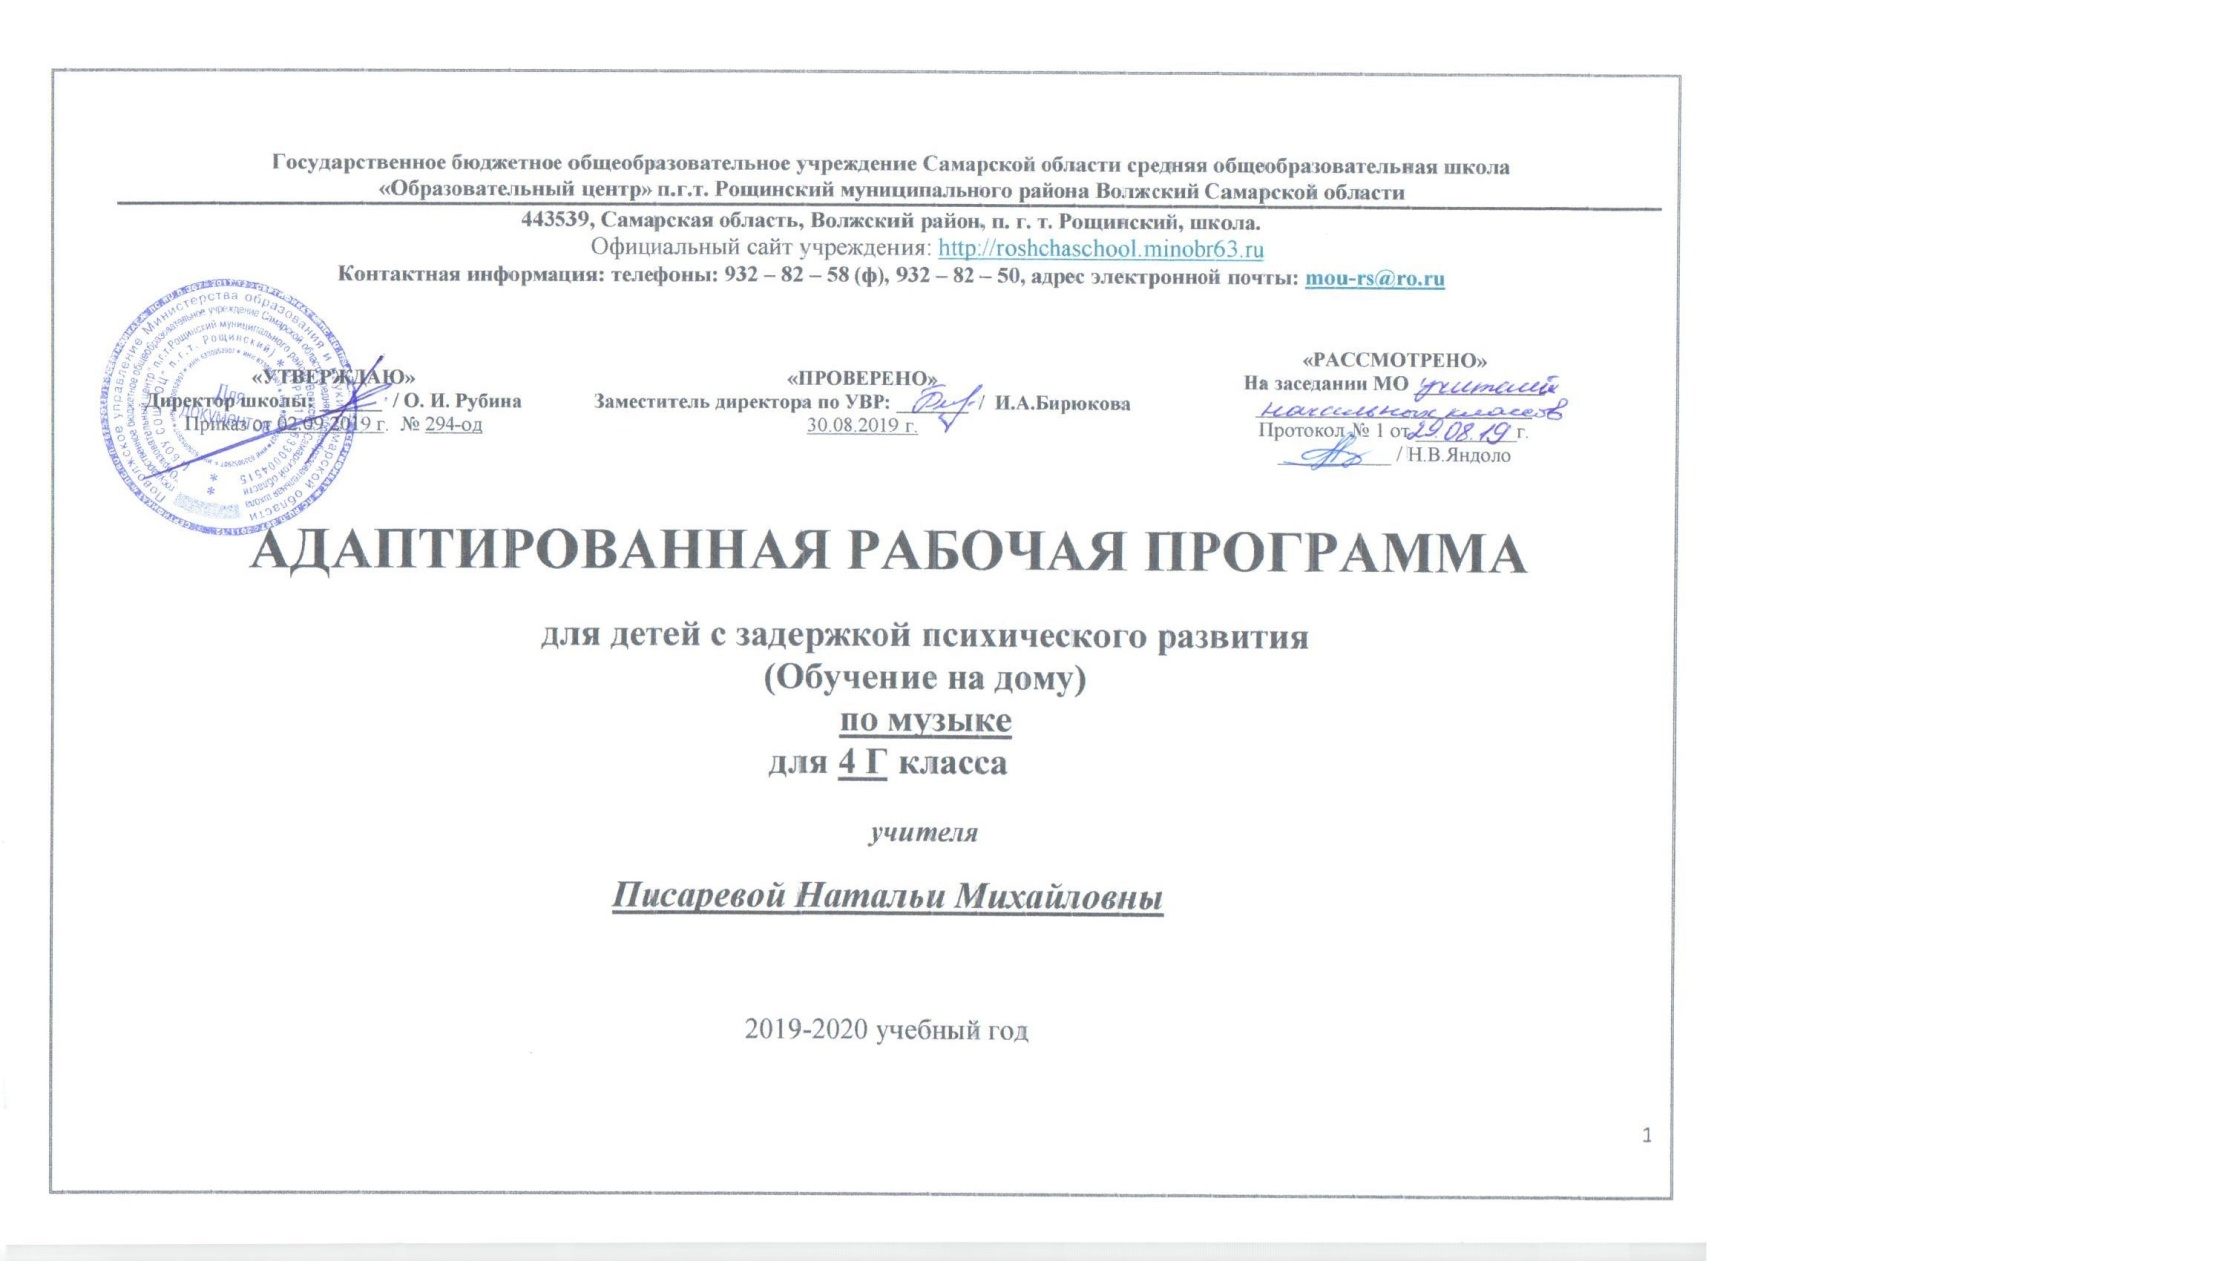 Государственное бюджетное общеобразовательное учреждение Самарской области средняя общеобразовательная школа
«Образовательный центр» п.г.т. Рощинский муниципального района Волжский Самарской области
443539, Самарская область, Волжский район, п. г. т. Рощинский, школа.
Официальный сайт учреждения: http://roshchaschool.minobr63.ru
Контактная информация: телефоны: 932 – 82 – 58 (ф), 932 – 82 – 50, адрес электронной почты: mou-rs@ro.ru
«УТВЕРЖДАЮ»
Директор школы: / О. И. Рубина
Приказ от 02.09.2019 г. № 294-од
Для
документов
«ПРОВЕРЕНО»
Заместитель директора по УВР: / И.А.Бирюкова
30.08.2019 г.
«РАССМОТРЕНО»
На заседании МО учителей
начальных классов
Протокол № 1 от 29.08.19 г.
/ Н.В.Яндоло
АДАПТИРОВАННАЯ РАБОЧАЯ ПРОГРАММА
для детей с задержкой психического развития
(Обучение на дому)
по музыке
для 4 Г класса
учителя
Писаревой Натальи Михайловны
2019-2020 учебный год
1